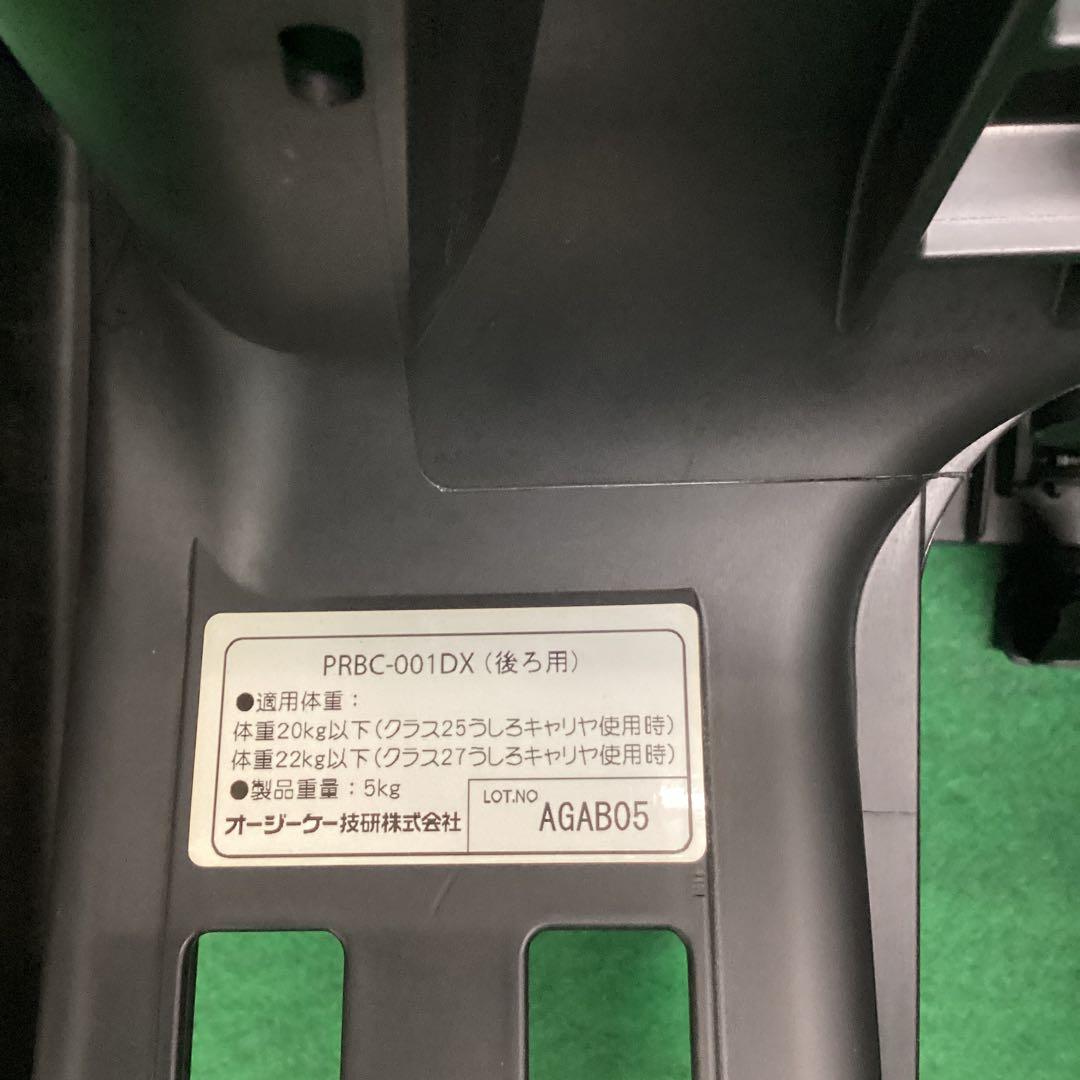 PRBC-001DX(後ろ用)
●適用体重:
体重20kg以下(クラス25うしろキャリヤ使用時)
体重22kg以下(クラス27うしろキャリヤ使用時)
●製品重量:5kg
オージーケー技研株式会社
LOT.NO AGAB05